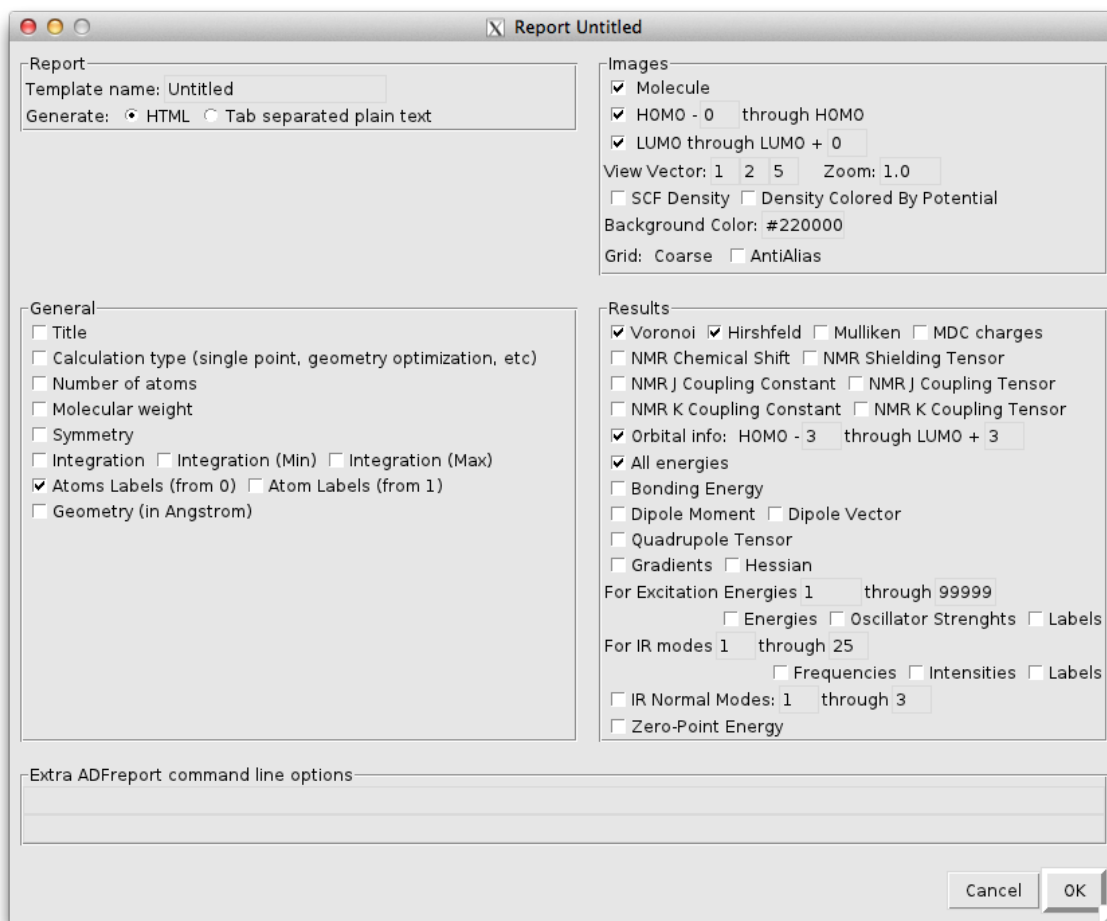 Report Untitled
Report
Template name: Untitled
Generate: HTML Tab separated plain text
Images
Molecule
HOMO - 0 through HOMO
LUMO through LUMO + 0
View Vector: 1 2 5 Zoom: 1.0
SCF Density Density Colored By Potential
Background Color: #220000
Grid: Coarse AntiAlias
General
Title
Calculation type (single point, geometry optimization, etc)
Number of atoms
Molecular weight
Symmetry
Integration Integration (Min) Integration (Max)
Atoms Labels (from 0) Atom Labels (from 1)
Geometry (in Angstrom)
Results
Voronoi Hirshfeld Mulliken MDC charges
NMR Chemical Shift NMR Shielding Tensor
NMR J Coupling Constant NMR J Coupling Tensor
NMR K Coupling Constant NMR K Coupling Tensor
Orbital info: HOMO - 3 through LUMO + 3
All energies
Bonding Energy
Dipole Moment Dipole Vector
Quadrupole Tensor
Gradients Hessian
For Excitation Energies 1 through 99999
Energies Oscillator Strenghts Labels
For IR modes 1 through 25
Frequencies Intensities Labels
IR Normal Modes: 1 through 3
Zero-Point Energy
Extra ADFreport command line options
Cancel OK